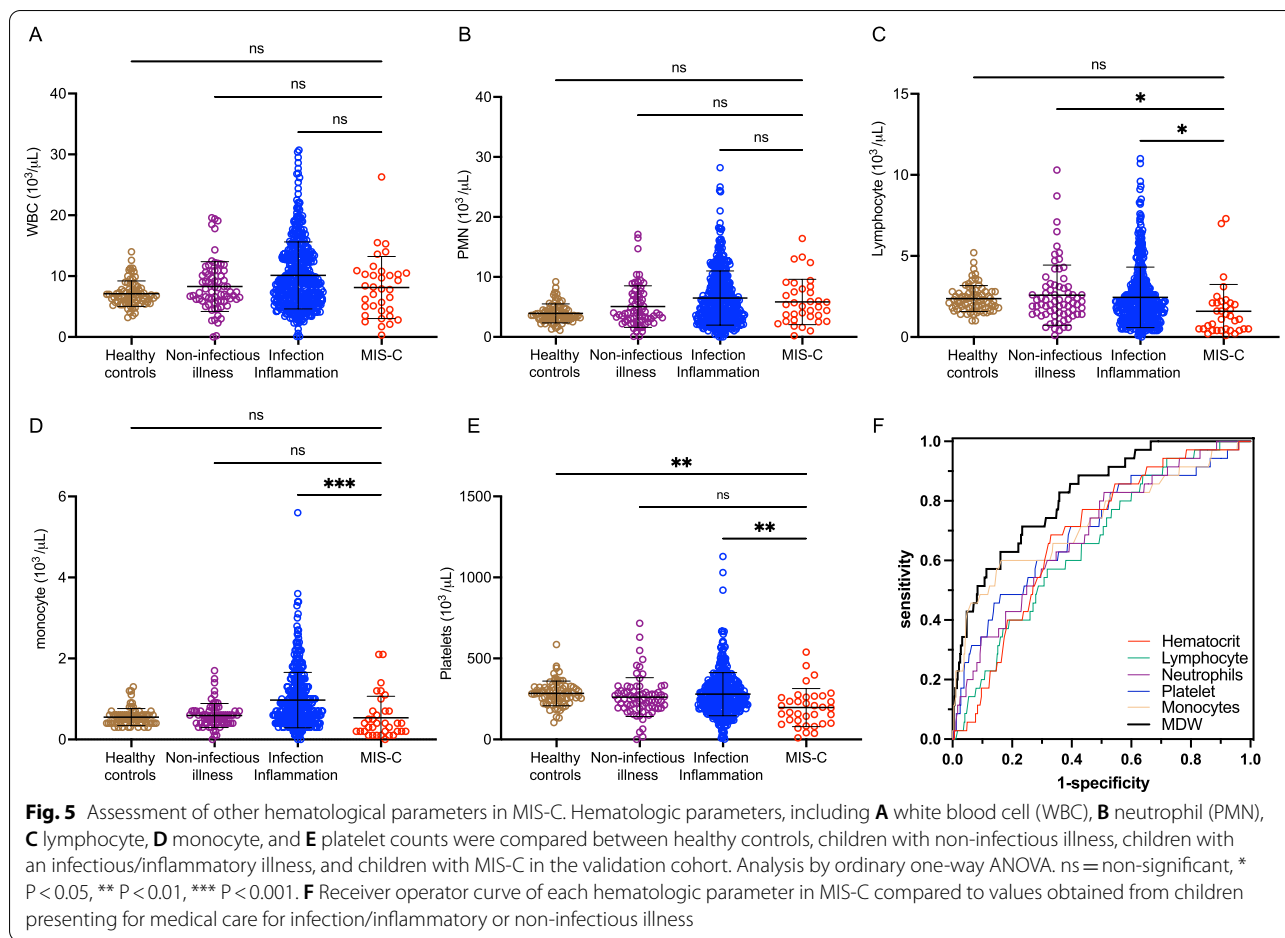 A
ns
ns
ns
WBC (10³/μL)
40
30
20
10
0
Healthy controls
Non-infectious illness
Infection Inflammation
MIS-C
B
ns
ns
ns
PMN (10³/μL)
40
30
20
10
0
Healthy controls
Non-infectious illness
Infection Inflammation
MIS-C
C
ns
*
*
Lymphocyte (10³/μL)
15
10
5
0
Healthy controls
Non-infectious illness
Infection Inflammation
MIS-C
D
ns
ns
***
monocyte (10³/μL)
6
4
2
0
Healthy controls
Non-infectious illness
Infection Inflammation
MIS-C
E
**
ns
**
Platelets (10³/μL)
1500
1000
500
0
Healthy controls
Non-infectious illness
Infection Inflammation
MIS-C
F
sensitivity
1.0
0.8
0.6
0.4
0.2
0.0
Hematocrit
Lymphocyte
Neutrophils
Platelet
Monocytes
MDW
0.0 0.2 0.4 0.6 0.8 1.0
1-specificity
Fig. 5 Assessment of other hematological parameters in MIS-C. Hematologic parameters, including A white blood cell (WBC), B neutrophil (PMN),
C lymphocyte, D monocyte, and E platelet counts were compared between healthy controls, children with non-infectious illness, children with
an infectious/inflammatory illness, and children with MIS-C in the validation cohort. Analysis by ordinary one-way ANOVA. ns = non-significant, *
P < 0.05, ** P < 0.01, *** P < 0.001. F Receiver operator curve of each hematologic parameter in MIS-C compared to values obtained from children
presenting for medical care for infection/inflammatory or non-infectious illness